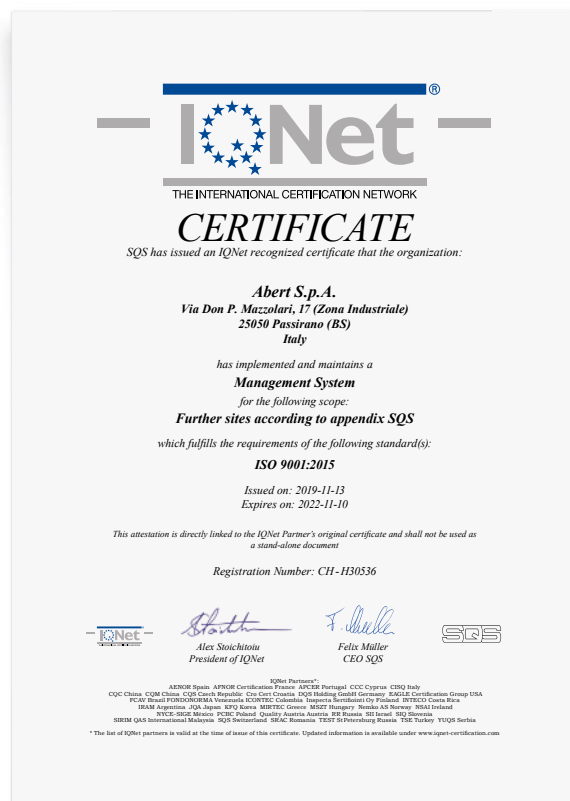 IQNet ®
THE INTERNATIONAL CERTIFICATION NETWORK
CERTIFICATE
SQS has issued an IQNet recognized certificate that the organization:
Abert S.p.A.
Via Don P. Mazzolari, 17 (Zona Industriale)
25050 Passirano (BS)
Italy
has implemented and maintains a
Management System
for the following scope:
Further sites according to appendix SQS
which fulfills the requirements of the following standard(s):
ISO 9001:2015
Issued on: 2019-11-13
Expires on: 2022-11-10
This attestation is directly linked to the IQNet Partner's original certificate and shall not be used as
a stand-alone document
Registration Number: CH-H30536
IQNet
SQS
Alex Stoichitoiu
President of IQNet
Felix Müller
CEO SQS
IQNet Partners*:
AENOR Spain AFNOR Certification France APCER Portugal CCC Cyprus CISQ Italy
CQC China CQM China CQS Czech Republic Cro Cert Croatia DQS Holding GmbH Germany EAGLE Certification Group USA
FCAV Brazil FONDONORMA Venezuela ICONTEC Colombia Inspecta Sertifiointi Oy Finland INTECO Costa Rica
IRAM Argentina JQA Japan KFQ Korea MIRTEC Greece MSZT Hungary Nemko AS Norway NSAI Ireland
NYCE-SIGE México PCBC Poland Quality Austria Austria RR Russia SII Israel SIQ Slovenia
SIRIM QAS International Malaysia SQS Switzerland SRAC Romania TEST St Petersburg Russia TSE Turkey YUQS Serbia
* The list of IQNet partners is valid at the time of issue of this certificate. Updated information is available under www.iqnet-certification.com